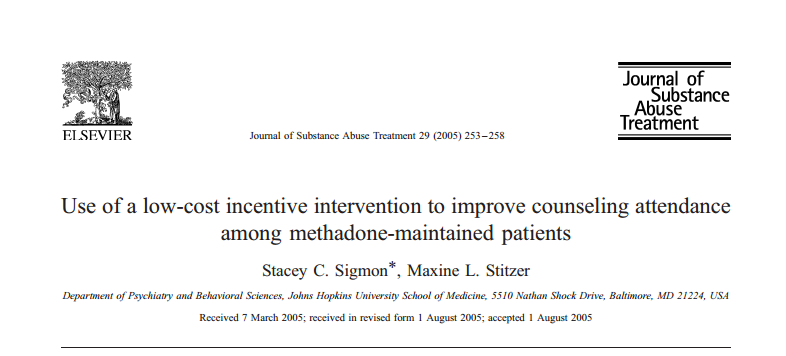 Journal of
Substance
Abuse
Treatment
ELSEVIER
Journal of Substance Abuse Treatment 29 (2005) 253–258
Use of a low-cost incentive intervention to improve counseling attendance
among methadone-maintained patients
Stacey C. Sigmon*, Maxine L. Stitzer
Department of Psychiatry and Behavioral Sciences, Johns Hopkins University School of Medicine, 5510 Nathan Shock Drive, Baltimore, MD 21224, USA
Received 7 March 2005; received in revised form 1 August 2005; accepted 1 August 2005